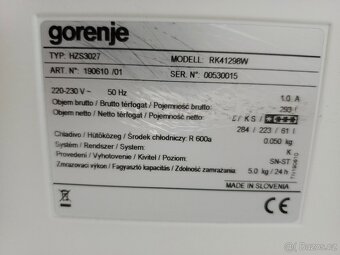 gorenje
TYP: HZS3027 MODELL: RK41298W
ART.N°: 190610 /01 SER.N°: 00530015
220-230 V ~ 50 Hz 1.0 A
Objem brutto / Brutto térfogat / Pojemność brutto:
Objem netto / Netto térfogat / Pojemność netto: / KS /
284 / 223 / 61 l
Chladivo / Hűtőközeg / Środek chłodniczy: R 600a 0.050 kg
Systém / Rendszer / System: K
Provedení / Vyhotovenie / Kivitel / Poziom SN-ST
Zmrazovací výkon / Fagyasztó kapacitás / Zdolność zamrażania 5.0 kg / 24 h
MADE IN SLOVENIA
CE